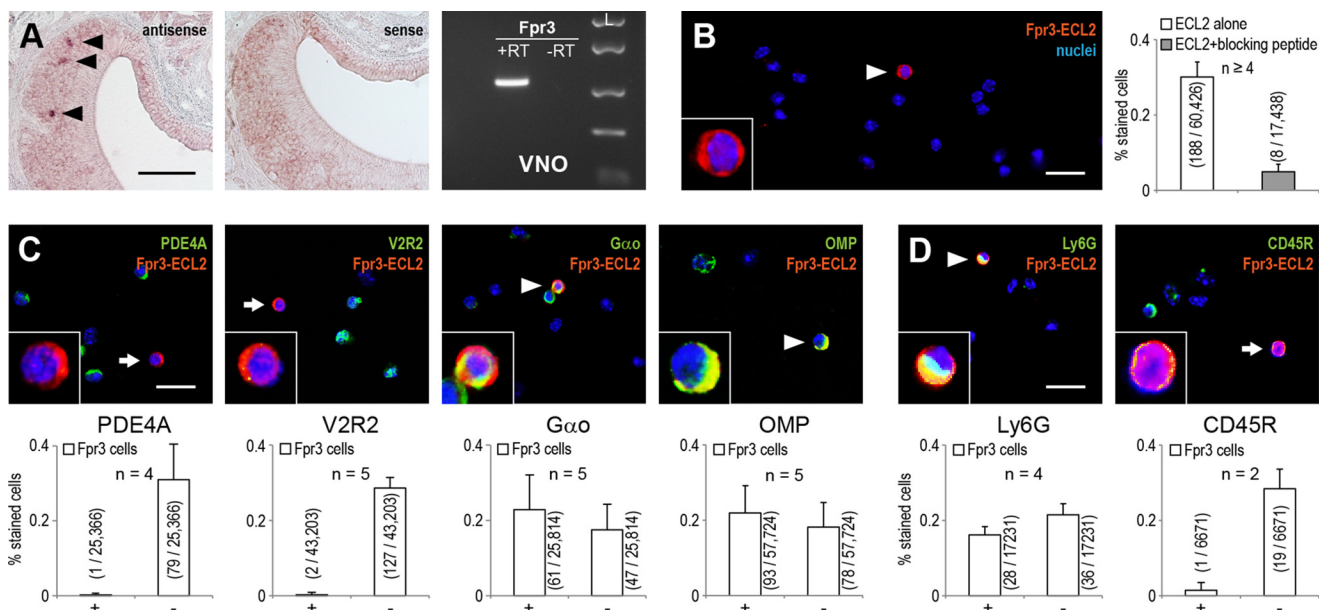 A
antisense
sense
Fpr3
+RT -RT
L
VNO
B
Fpr3-ECL2
nuclei
ECL2 alone
ECL2+blocking peptide
n ≥ 4
% stained cells
0.4
0.2
0
(188 / 60,426)
(8 / 17,438)
C
PDE4A
Fpr3-ECL2
V2R2
Fpr3-ECL2
Gαo
Fpr3-ECL2
OMP
Fpr3-ECL2
D
Ly6G
Fpr3-ECL2
CD45R
Fpr3-ECL2
PDE4A
Fpr3 cells
n = 4
% stained cells
0.4
0.2
0
(1 / 25,366)
(79 / 25,366)
+ -
V2R2
Fpr3 cells
n = 5
0.4
0.2
0
(2 / 43,203)
(127 / 43,203)
+ -
Gαo
Fpr3 cells
n = 5
0.4
0.2
0
(61 / 25,814)
(47 / 25,814)
+ -
OMP
Fpr3 cells
n = 5
0.4
0.2
0
(93 / 57,724)
(78 / 57,724)
+ -
Ly6G
Fpr3 cells
n = 4
% stained cells
0.4
0.2
0
(28 / 17231)
(36 / 17231)
+ -
CD45R
Fpr3 cells
n = 2
0.4
0.2
0
(1 / 6671)
(19 / 6671)
+ -